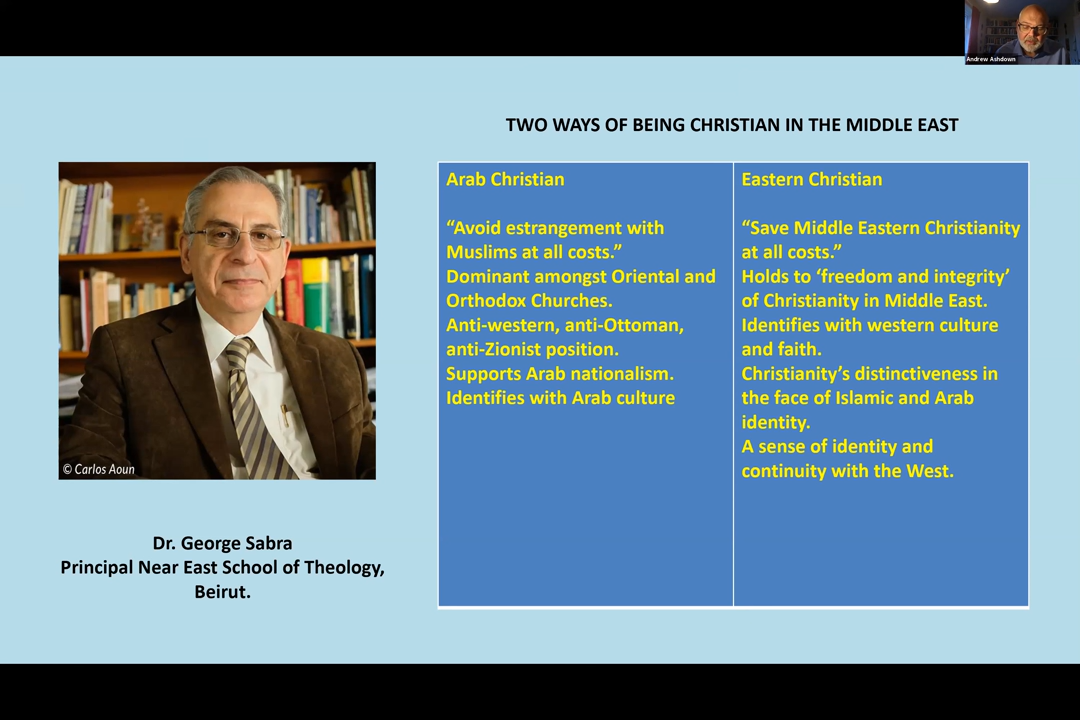 Andrew Ashdown
TWO WAYS OF BEING CHRISTIAN IN THE MIDDLE EAST
© Carlos Aoun
Dr. George Sabra
Principal Near East School of Theology,
Beirut.
Arab Christian
“Avoid estrangement with
Muslims at all costs.”
Dominant amongst Oriental and
Orthodox Churches.
Anti-western, anti-Ottoman,
anti-Zionist position.
Supports Arab nationalism.
Identifies with Arab culture
Eastern Christian
“Save Middle Eastern Christianity
at all costs.”
Holds to ‘freedom and integrity’
of Christianity in Middle East.
Identifies with western culture
and faith.
Christianity’s distinctiveness in
the face of Islamic and Arab
identity.
A sense of identity and
continuity with the West.